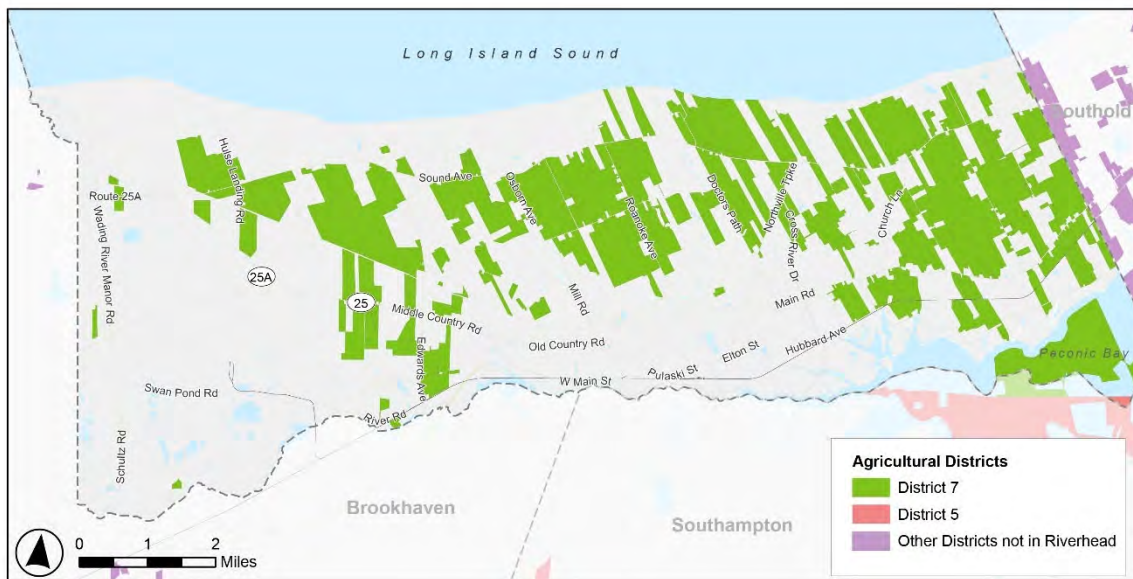 Long Island Sound
Southold
Hulse Landing Rd
Sound Ave
Osborn Ave
Route 25A
Wading River Manor Rd
Roanoke Ave
Doctors Path
Northville Tpke
Cross River Dr
Church Ln
25A
25
Middle Country Rd
Mill Rd
Main Rd
Edwards Ave
Old Country Rd
Elton St
Hubbard Ave
Peconic Bay
Swan Pond Rd
W Main St
Pulaski St
River Rd
Schultz Rd
Brookhaven
Southampton
Agricultural Districts
District 7
District 5
Other Districts not in Riverhead
0 1 2
Miles